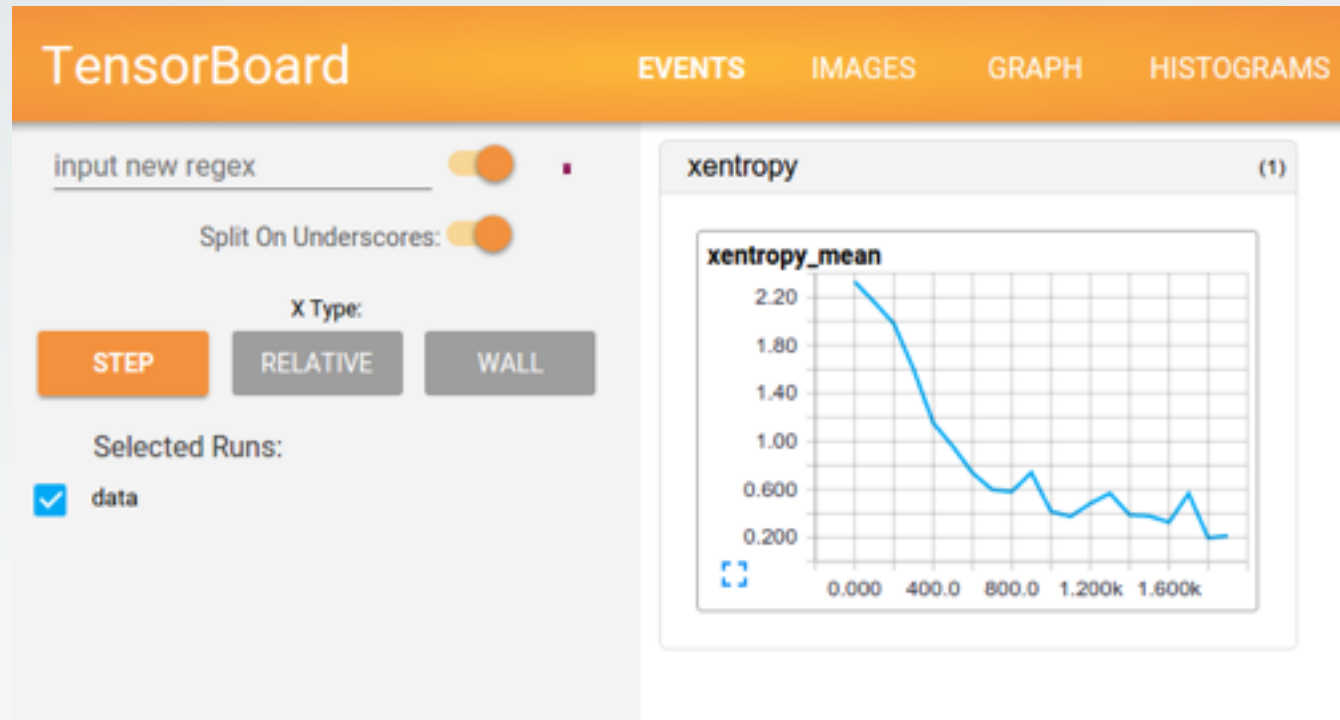 TensorBoard
EVENTS IMAGES GRAPH HISTOGRAMS
input new regex
Split On Underscores:
X Type:
STEP RELATIVE WALL
Selected Runs:
data
xentropy (1)
xentropy_mean
2.20
1.80
1.40
1.00
0.600
0.200
0.000 400.0 800.0 1.200k 1.600k